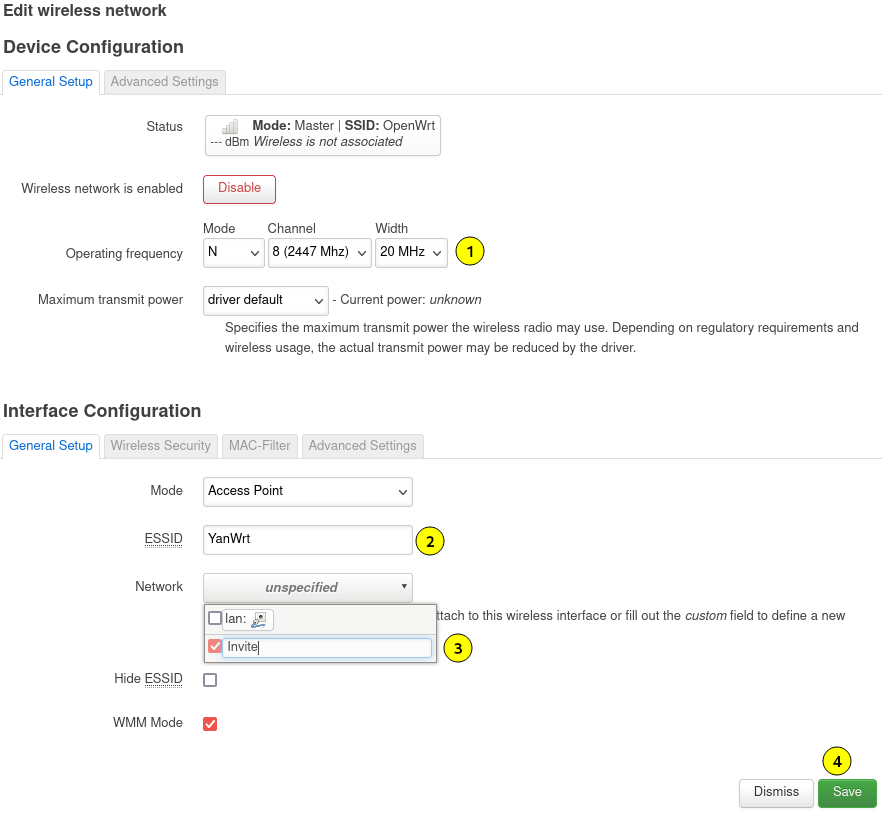 Edit wireless network
Device Configuration
General Setup Advanced Settings
Status
Mode: Master | SSID: OpenWrt
--- dBm Wireless is not associated
Wireless network is enabled Disable
Mode Channel Width
Operating frequency N 8 (2447 Mhz) 20 MHz 1
Maximum transmit power driver default - Current power: unknown
Specifies the maximum transmit power the wireless radio may use. Depending on regulatory requirements and
wireless usage, the actual transmit power may be reduced by the driver.
Interface Configuration
General Setup Wireless Security MAC-Filter Advanced Settings
Mode Access Point
ESSID YanWrt 2
Network unspecified
lan: ttach to this wireless interface or fill out the custom field to define a new
Invite 3
Hide ESSID
WMM Mode
4
Dismiss Save